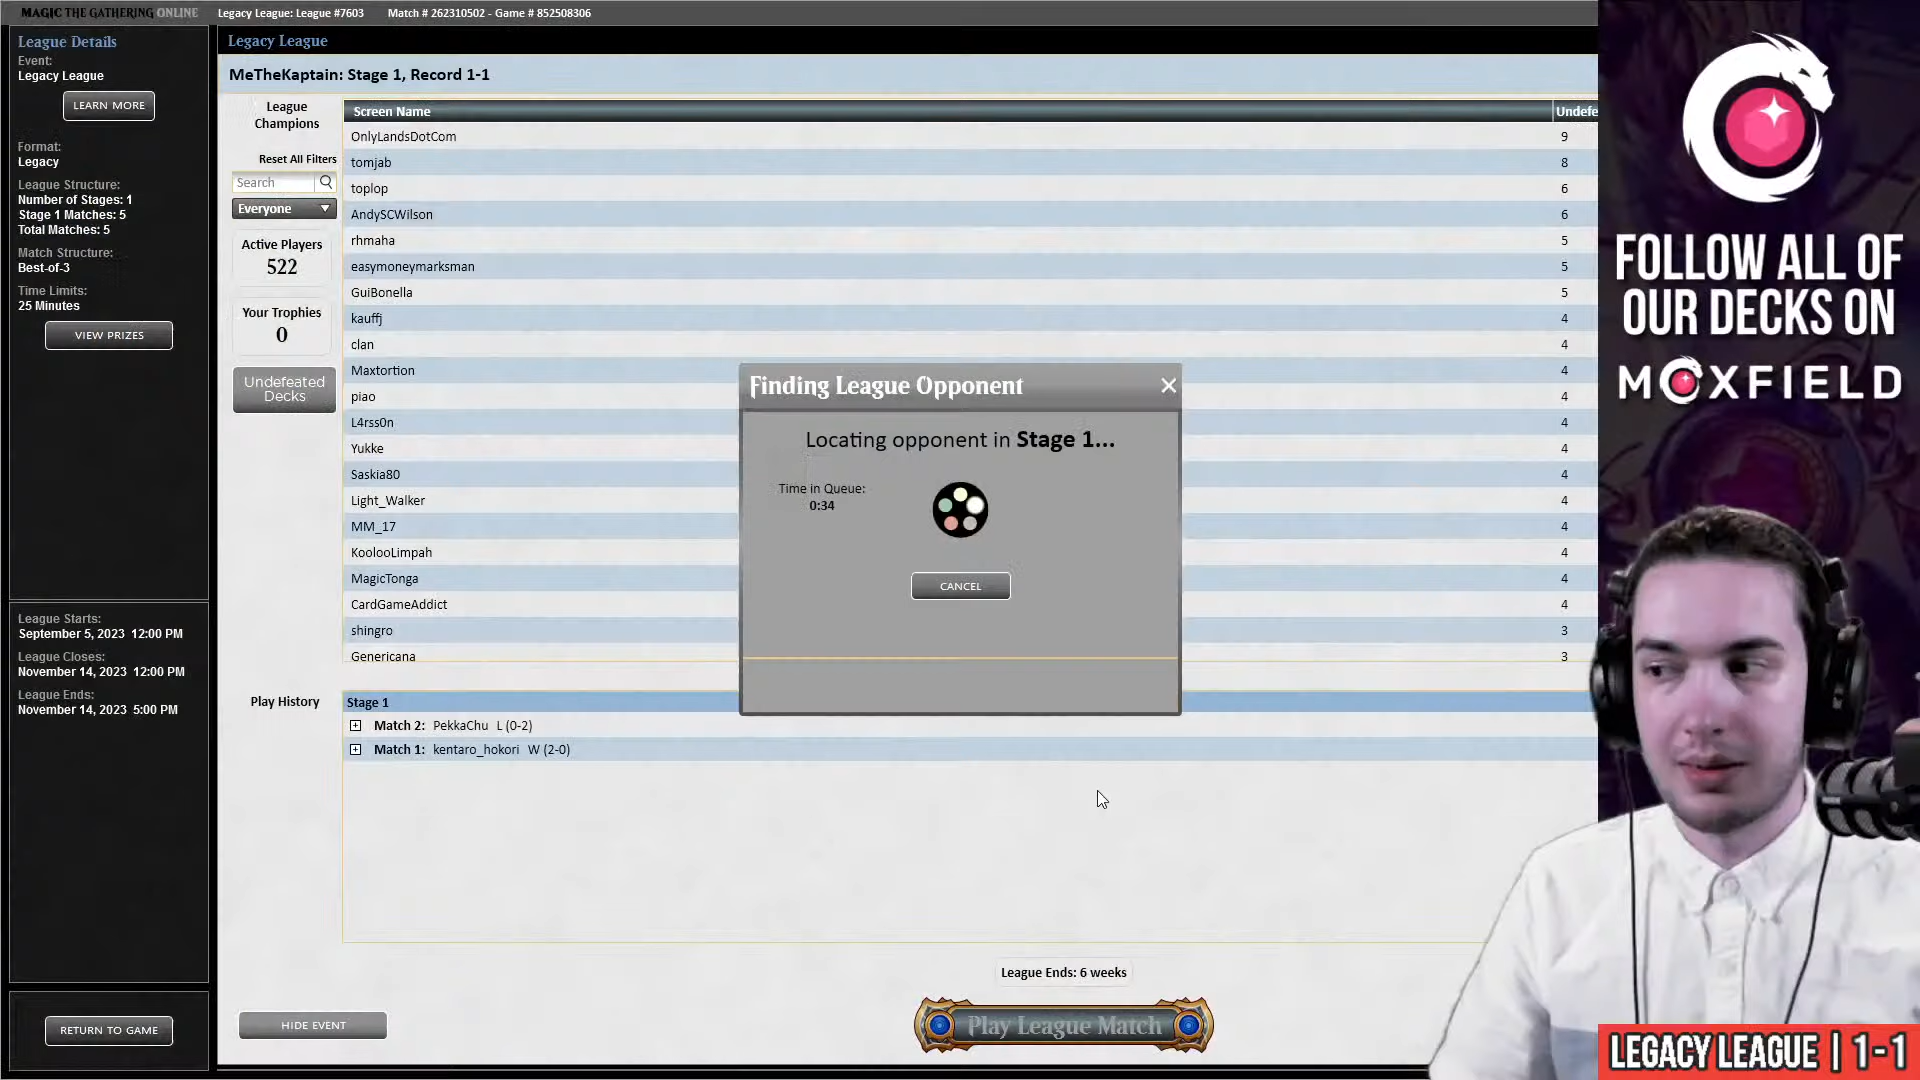 MAGIC THE GATHERING ONLINE
Legacy League: League #7603
Match # 262310502 - Game # 852508306
League Details
Event:
Legacy League
LEARN MORE
Format:
Legacy
League Structure:
Number of Stages: 1
Stage 1 Matches: 5
Total Matches: 5
Match Structure:
Best-of-3
Time Limits:
25 Minutes
VIEW PRIZES
League Starts:
September 5, 2023 12:00 PM
League Closes:
November 14, 2023 12:00 PM
League Ends:
November 14, 2023 5:00 PM
RETURN TO GAME
Legacy League
MeTheKaptain: Stage 1, Record 1-1
League
Champions
Reset All Filters
Search
Everyone
Active Players
522
Your Trophies
0
Undefeated
Decks
Screen Name
Undefe
OnlyLandsDotCom 9
tomjab 8
toplop 6
AndySCWilson 6
rhmaha 5
easymoneymarksman 5
GuiBonella 5
kauffj 4
clan 4
Maxtortion 4
piao 4
L4rss0n 4
Yukke 4
Saskia80 4
Light_Walker 4
MM_17 4
KoolooLimpah 4
MagicTonga 4
CardGameAddict 4
shingro 3
Genericana 3
Finding League Opponent
Locating opponent in Stage 1...
Time in Queue:
0:34
CANCEL
Play History
Stage 1
Match 2: PekkaChu L (0-2)
Match 1: kentaro_hokori W (2-0)
League Ends: 6 weeks
HIDE EVENT
Play League Match
FOLLOW ALL OF
OUR DECKS ON
MOXFIELD
LEGACY LEAGUE | 1-1